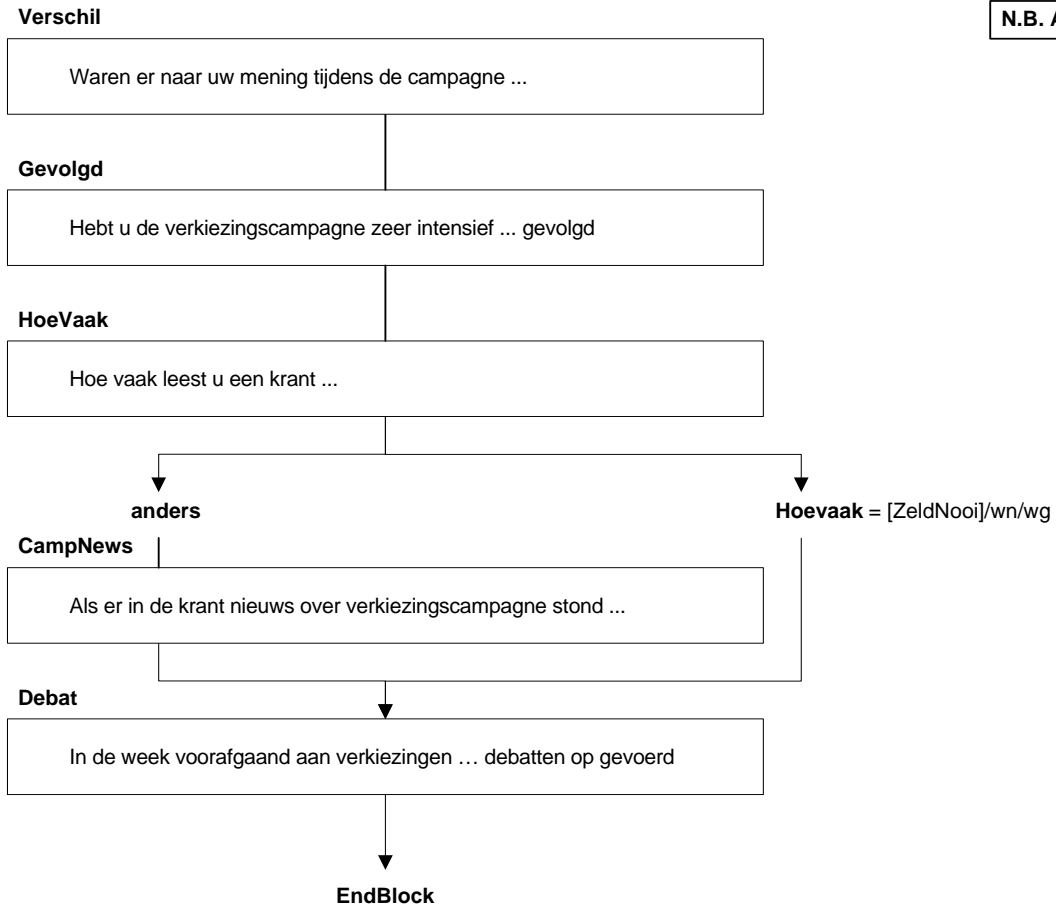 Verschil
N.B. A
Waren er naar uw mening tijdens de campagne ...
Gevolgd
Hebt u de verkiezingscampagne zeer intensief ... gevolgd
HoeVaak
Hoe vaak leest u een krant ...
anders
Hoevaak = [ZeldNooi]/wn/wg
CampNews
Als er in de krant nieuws over verkiezingscampagne stond ...
Debat
In de week voorafgaand aan verkiezingen … debatten op gevoerd
EndBlock